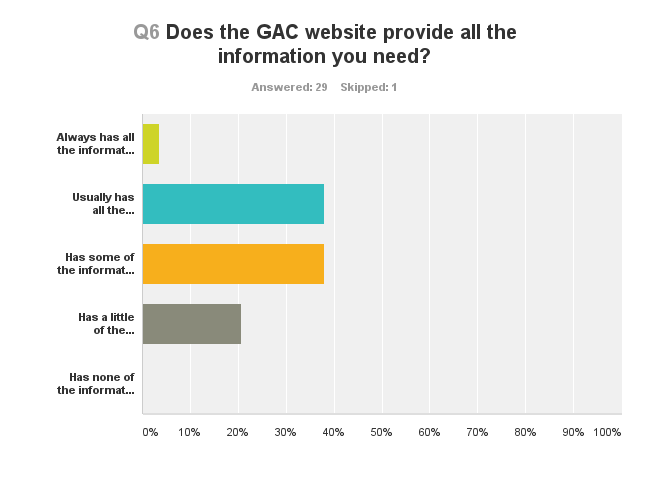 Q6 Does the GAC website provide all the
information you need?
Answered: 29 Skipped: 1
Always has all
the informat...
Usually has
all the...
Has some of
the informat...
Has a little
of the...
Has none of
the informat...
0% 10% 20% 30% 40% 50% 60% 70% 80% 90% 100%